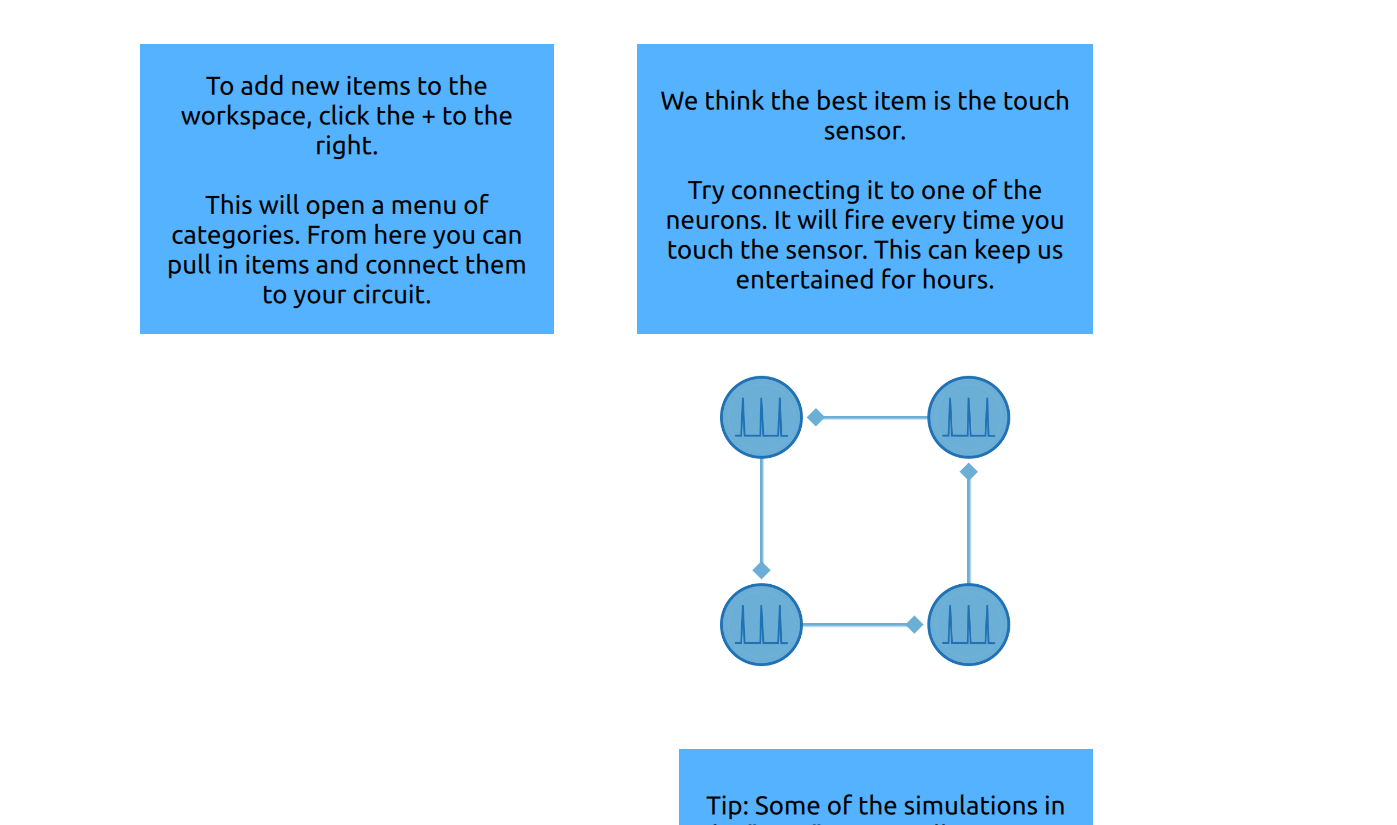 To add new items to the
workspace, click the + to the
right.
This will open a menu of
categories. From here you can
pull in items and connect them
to your circuit.
We think the best item is the touch
sensor.
Try connecting it to one of the
neurons. It will fire every time you
touch the sensor. This can keep us
entertained for hours.
Tip: Some of the simulations in